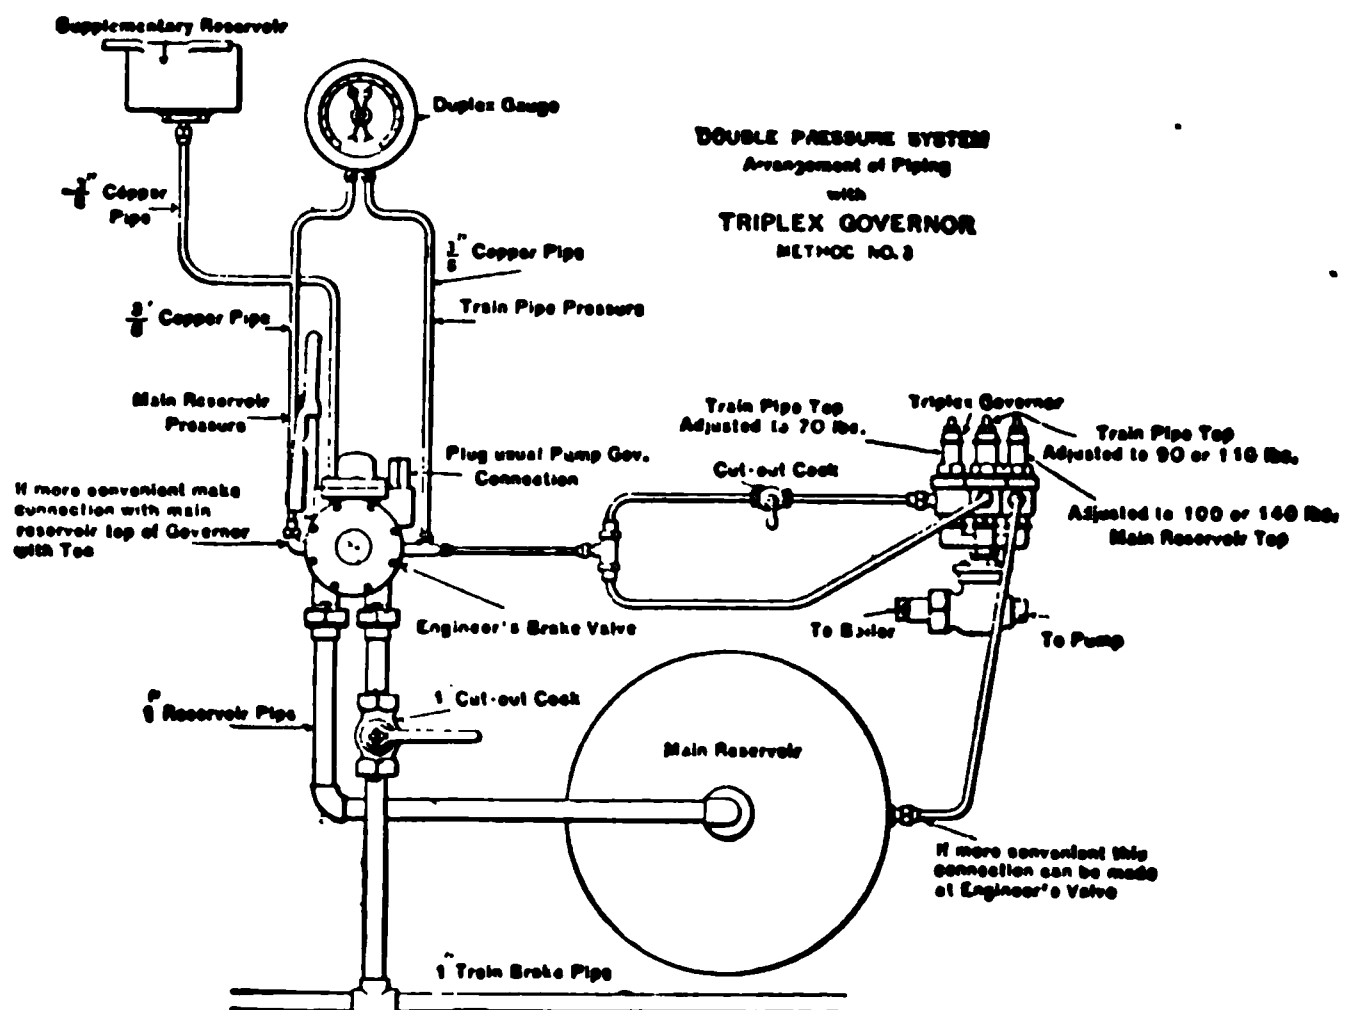 Supplementary Reservoir
Duplex Gauge
DOUBLE PRESSURE SYSTEM
Arrangement of Piping
with
TRIPLEX GOVERNOR
METHOD NO. 3
Copper
Pipe
Copper Pipe
Train Pipe Pressure
3/8 Copper Pipe
Main Reservoir
Pressure
Plug usual Pump Gov.
Connection
If more convenient make
connection with main
reservoir top of Governor
with Tee
Train Pipe Top
Adjusted to 70 lbs.
Triplex Governor
Train Pipe Top
Adjusted to 90 or 110 lbs.
Cut-out Cock
Adjusted to 100 or 140 lbs.
Main Reservoir Top
Engineer's Brake Valve
To Boiler
To Pump
Reservoir Pipe
1" Cut-out Cock
Main Reservoir
If more convenient this
connection can be made
at Engineer's Valve
1" Train Brake Pipe